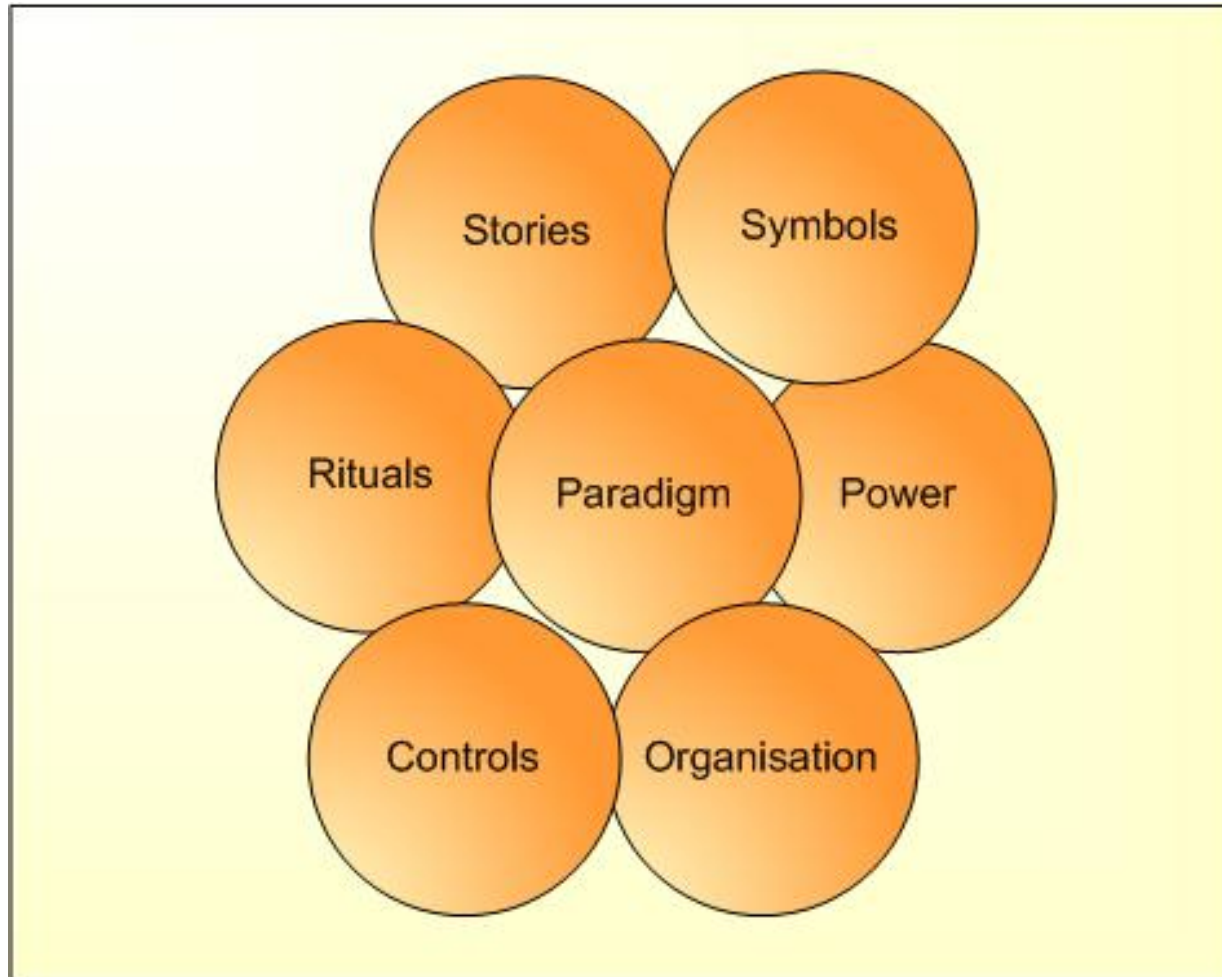 Stories
Symbols
Rituals
Paradigm
Power
Controls
Organisation